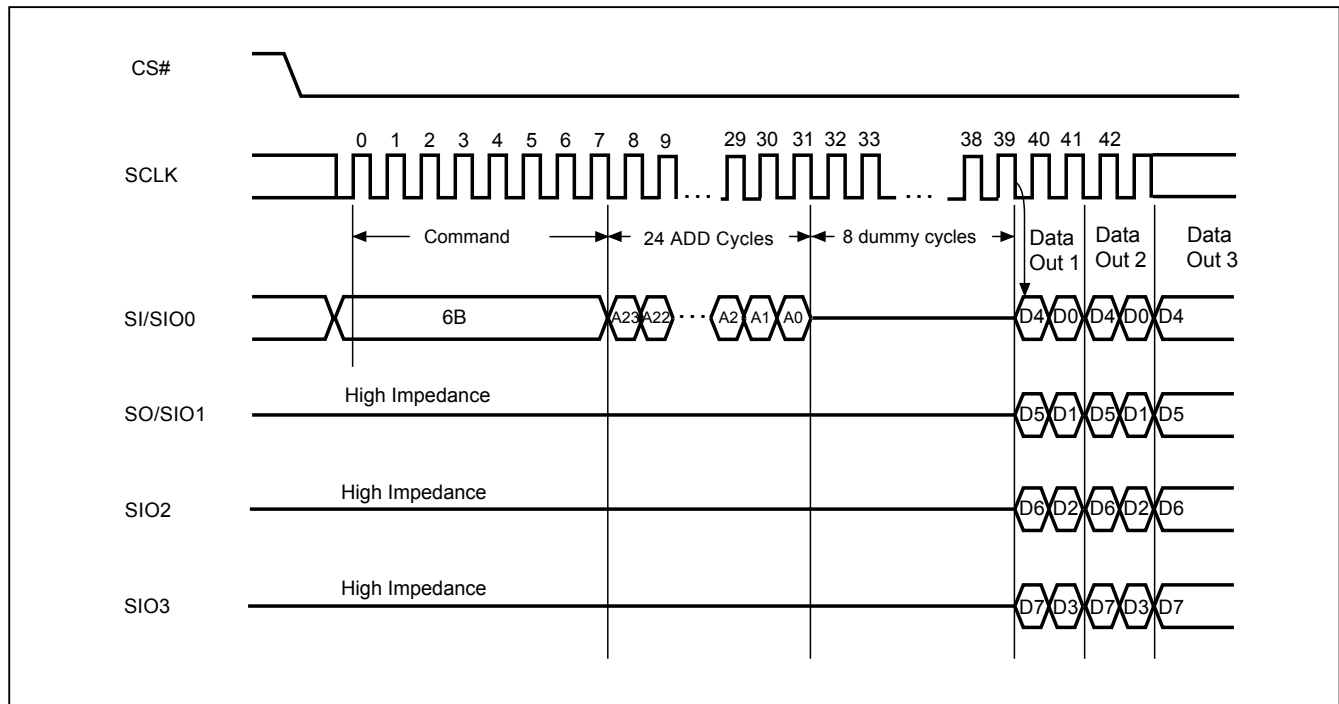 CS#
0 1 2 3 4 5 6 7 8 9 29 30 31 32 33 38 39 40 41 42
SCLK
Command 24 ADD Cycles 8 dummy cycles
Data Out 1
Data Out 2
Data Out 3
SI/SIO0 6B A23 A22 A2 A1 A0 D4 D0 D4 D0 D4
High Impedance
SO/SIO1 D5 D1 D5 D1 D5
High Impedance
SIO2 D6 D2 D6 D2 D6
High Impedance
SIO3 D7 D3 D7 D3 D7